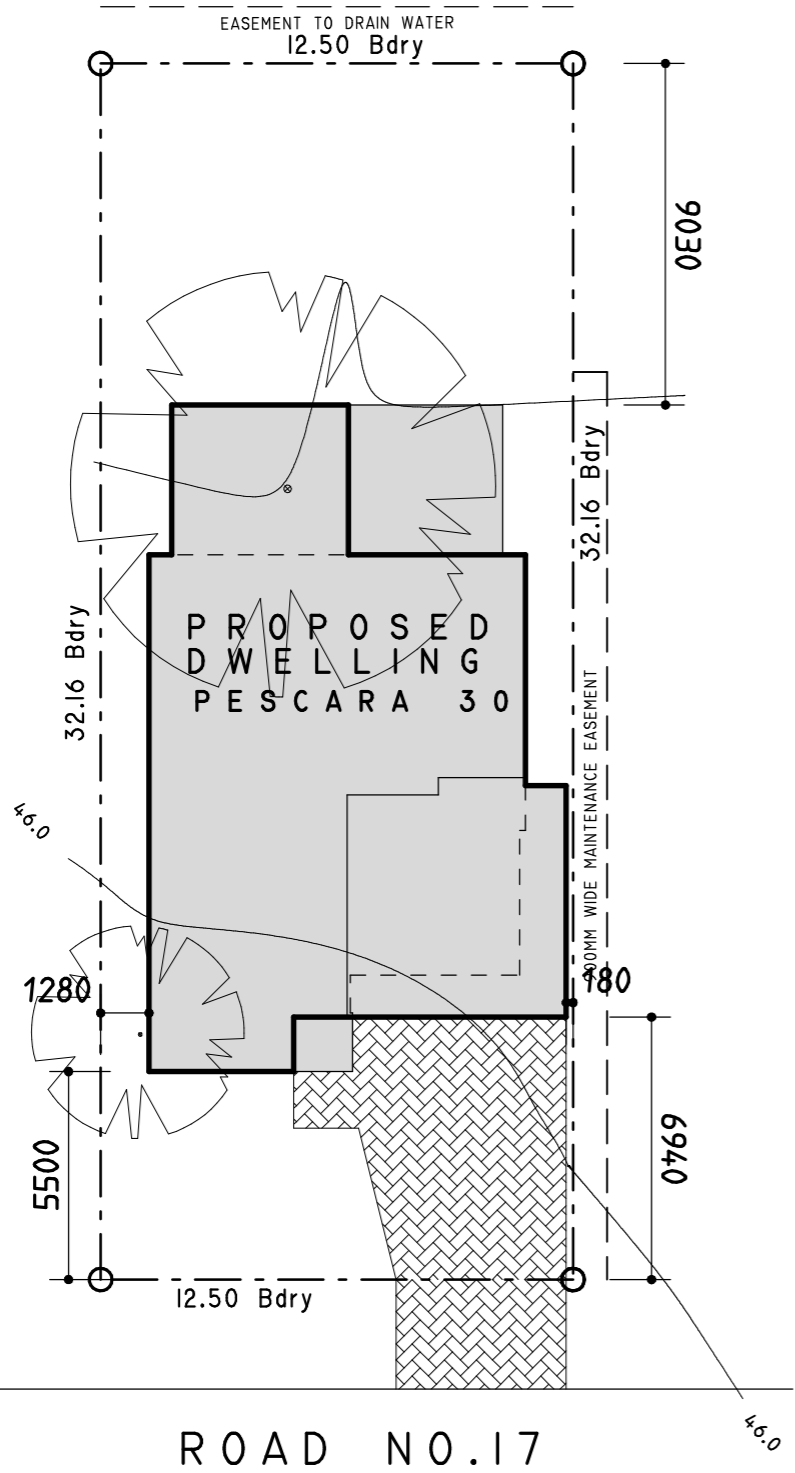 EASEMENT TO DRAIN WATER
12.50 Bdry
9030
32.16 Bdry
32.16 Bdry
PROPOSED
DWELLING
PESCARA 30
WIDE MAINTENANCE EASEMENT
46.0
1280
180
5500
6940
12.50 Bdry
46.0
ROAD NO.17